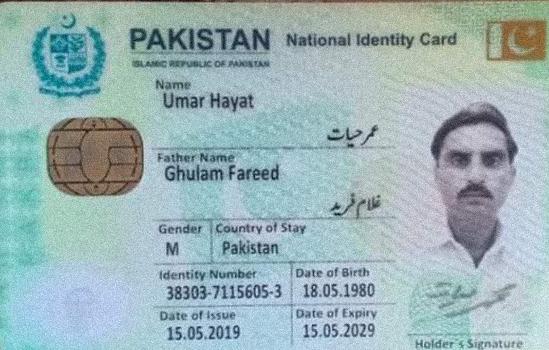 PAKISTAN National Identity Card
ISLAMIC REPUBLIC OF PAKISTAN
Name
Umar Hayat
عمر حیات
Father Name
Ghulam Fareed
غلام فرید
Gender Country of Stay
M Pakistan
Identity Number Date of Birth
38303-7115605-3 18.05.1980
Date of Issue Date of Expiry
15.05.2019 15.05.2029
Holder's Signature